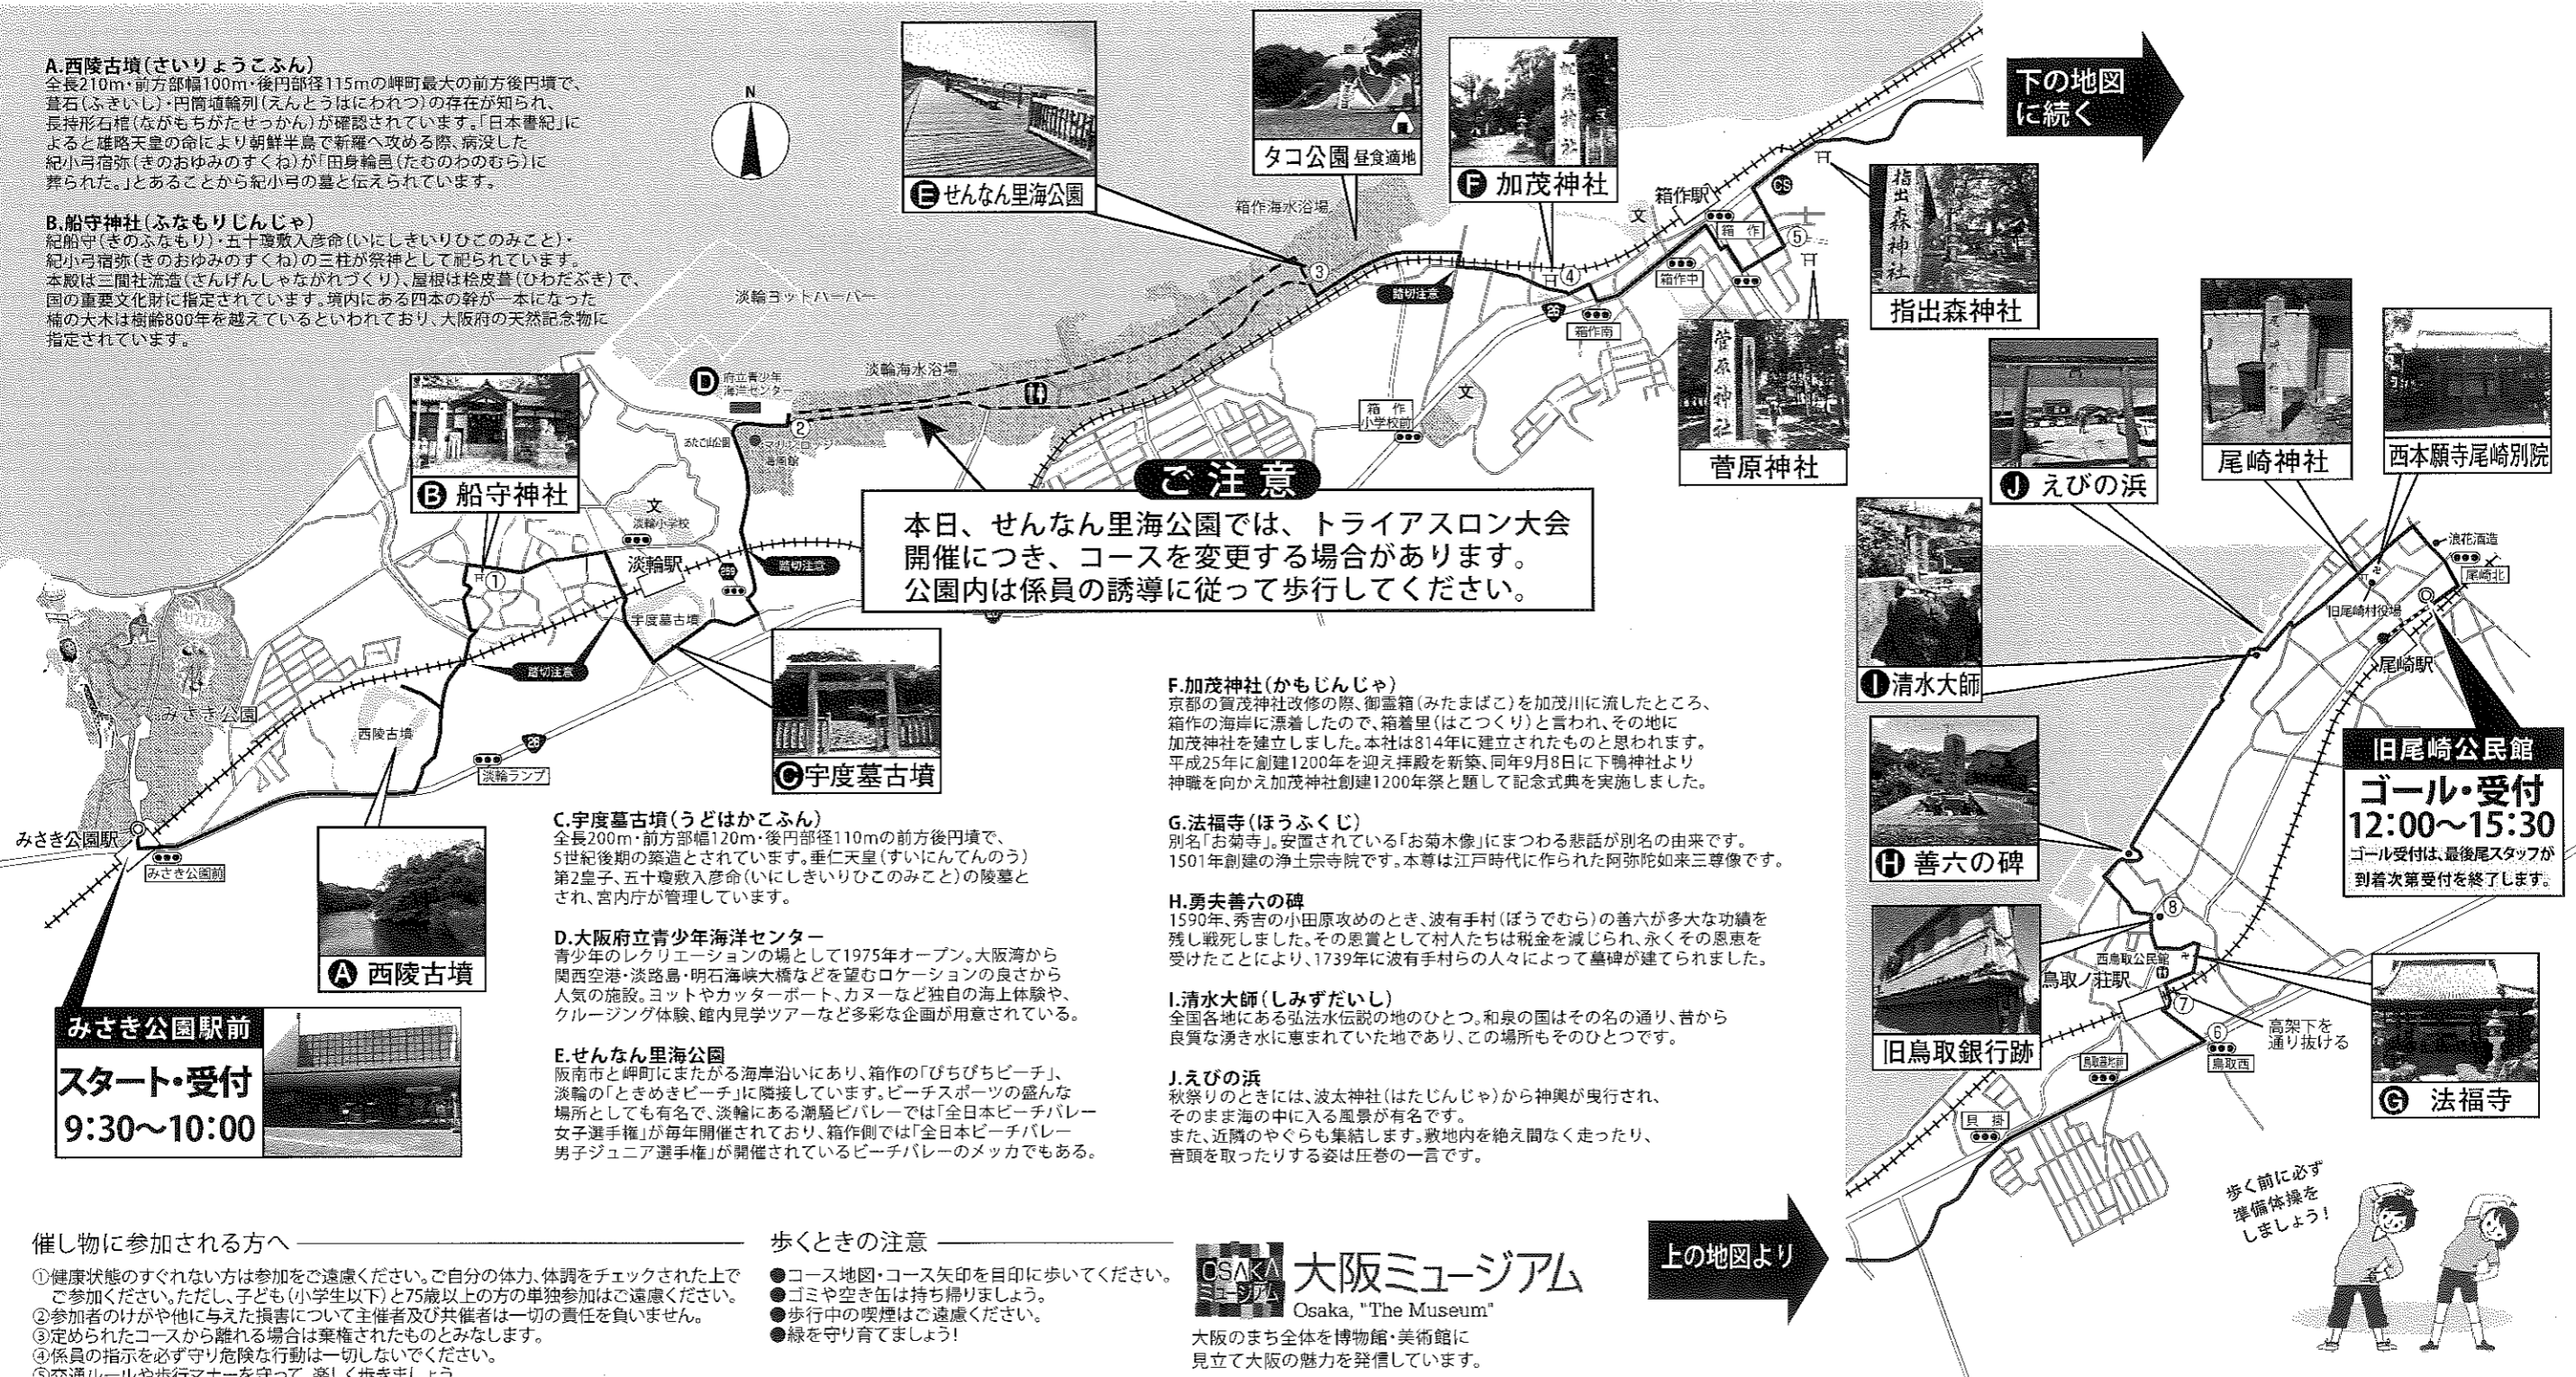 A.西陵古墳(さいりょうこふん)
全長210m・前方部幅100m・後円部径115mの岬町最大の前方後円墳で、
葺石(ふきいし)・円筒埴輪列(えんとうはにわれつ)の存在が知られ、
長持形石棺(ながもちがたせっかん)が確認されています。「日本書紀」に
よると雄略天皇の命により朝鮮半島で新羅へ攻める際、病没した
紀小弓宿弥(きのおゆみのすくね)が「田身輪邑(たむのわのむら)に
葬られた。」とあることから紀小弓の墓と伝えられています。
B.船守神社(ふなもりじんじゃ)
紀船守(きのふなもり)・五十瓊敷入彦命(いにしきいりひこのみこと)・
紀小弓宿弥(きのおゆみのすくね)の三柱が祭神として祀られています。
本殿は三間社流造(さんげんしゃながれづくり)、屋根は桧皮葺(ひわだぶき)で、
国の重要文化財に指定されています。境内にある四本の幹が一本になった
楠の大木は樹齢800年を越えているといわれており、大阪府の天然記念物に
指定されています。
N
E せんなん里海公園
タコ公園 昼食適地
F 加茂神社
加茂神社
下の地図
に続く
箱作海水浴場
箱作駅
文
箱作
CS
⑤
指出森神社
指出森神社
③
④
踏切注意
箱作中
26
箱作南
菅原神社
菅原神社
淡輪ヨットハーバー
淡輪海水浴場
D 府立青少年
海洋センター
あたご山公園
②
マリンロッジ
海風館
箱作
小学校前
文
B 船守神社
文
淡輪小学校
淡輪駅
①
踏切注意
宇度墓古墳
踏切注意
ご注意
本日、せんなん里海公園では、トライアスロン大会
開催につき、コースを変更する場合があります。
公園内は係員の誘導に従って歩行してください。
J えびの浜
尾崎神社
西本願寺尾崎別院
浪花酒造
尾崎北
旧尾崎村役場
尾崎駅
I 清水大師
H 善六の碑
旧尾崎公民館
ゴール・受付
12:00〜15:30
ゴール受付は、最後尾スタッフが
到着次第受付を終了します。
みさき公園
西陵古墳
26
淡輪ランプ
みさき公園駅
みさき公園前
C 宇度墓古墳
A 西陵古墳
みさき公園駅前
スタート・受付
9:30〜10:00
C.宇度墓古墳(うどはかこふん)
全長200m・前方部幅120m・後円部径110mの前方後円墳で、
5世紀後期の築造とされています。垂仁天皇(すいにんてんのう)
第2皇子、五十瓊敷入彦命(いにしきいりひこのみこと)の陵墓と
され、宮内庁が管理しています。
D.大阪府立青少年海洋センター
青少年のレクリエーションの場として1975年オープン。大阪湾から
関西空港・淡路島・明石海峡大橋などを望むロケーションの良さから
人気の施設。ヨットやカッターボート、カヌーなど独自の海上体験や、
クルージング体験、館内見学ツアーなど多彩な企画が用意されている。
E.せんなん里海公園
阪南市と岬町にまたがる海岸沿いにあり、箱作の「ぴちぴちビーチ」、
淡輪の「ときめきビーチ」に隣接しています。ビーチスポーツの盛んな
場所としても有名で、淡輪にある潮騒ビバレーでは「全日本ビーチバレー
女子選手権」が毎年開催されており、箱作側では「全日本ビーチバレー
男子ジュニア選手権」が開催されているビーチバレーのメッカでもある。
F.加茂神社(かもじんじゃ)
京都の賀茂神社改修の際、御霊箱(みたまばこ)を加茂川に流したところ、
箱作の海岸に漂着したので、箱着里(はこつくり)と言われ、その地に
加茂神社を建立しました。本社は814年に建立されたものと思われます。
平成25年に創建1200年を迎え拝殿を新築、同年9月8日に下鴨神社より
神職を向かえ加茂神社創建1200年祭と題して記念式典を実施しました。
G.法福寺(ほうふくじ)
別名「お菊寺」。安置されている「お菊木像」にまつわる悲話が別名の由来です。
1501年創建の浄土宗寺院です。本尊は江戸時代に作られた阿弥陀如来三尊像です。
H.勇夫善六の碑
1590年、秀吉の小田原攻めのとき、波有手村(ぼうでむら)の善六が多大な功績を
残し戦死しました。その恩賞として村人たちは税金を減じられ、永くその恩恵を
受けたことにより、1739年に波有手村らの人々によって墓碑が建てられました。
I.清水大師(しみずだいし)
全国各地にある弘法水伝説の地のひとつ。和泉の国はその名の通り、昔から
良質な湧き水に恵まれていた地であり、この場所もそのひとつです。
J.えびの浜
秋祭りのときには、波太神社(はたじんじゃ)から神輿が曳行され、
そのまま海の中に入る風景が有名です。
また、近隣のやぐらも集結します。敷地内を絶え間なく走ったり、
音頭を取ったりする姿は圧巻の一言です。
⑧
西鳥取公民館
鳥取ノ荘駅
⑦
⑥
高架下を
通り抜ける
鳥取西
旧鳥取銀行跡
貝掛
G 法福寺
歩く前に必ず
準備体操を
しましょう!
上の地図より
催し物に参加される方へ
①健康状態のすぐれない方は参加をご遠慮ください。ご自分の体力、体調をチェックされた上で
ご参加ください。ただし、子ども(小学生以下)と75歳以上の方の単独参加はご遠慮ください。
②参加者のけがや他に与えた損害について主催者及び共催者は一切の責任を負いません。
③定められたコースから離れる場合は棄権されたものとみなします。
④係員の指示を必ず守り危険な行動は一切しないでください。
⑤交通ルールや歩行マナーを守って、楽しく歩きましょう。
歩くときの注意
●コース地図・コース矢印を目印に歩いてください。
●ゴミや空き缶は持ち帰りましょう。
●歩行中の喫煙はご遠慮ください。
●緑を守り育てましょう!
OSAKA
ミュージアム
大阪ミュージアム
Osaka, "The Museum"
大阪のまち全体を博物館・美術館に
見立て大阪の魅力を発信しています。